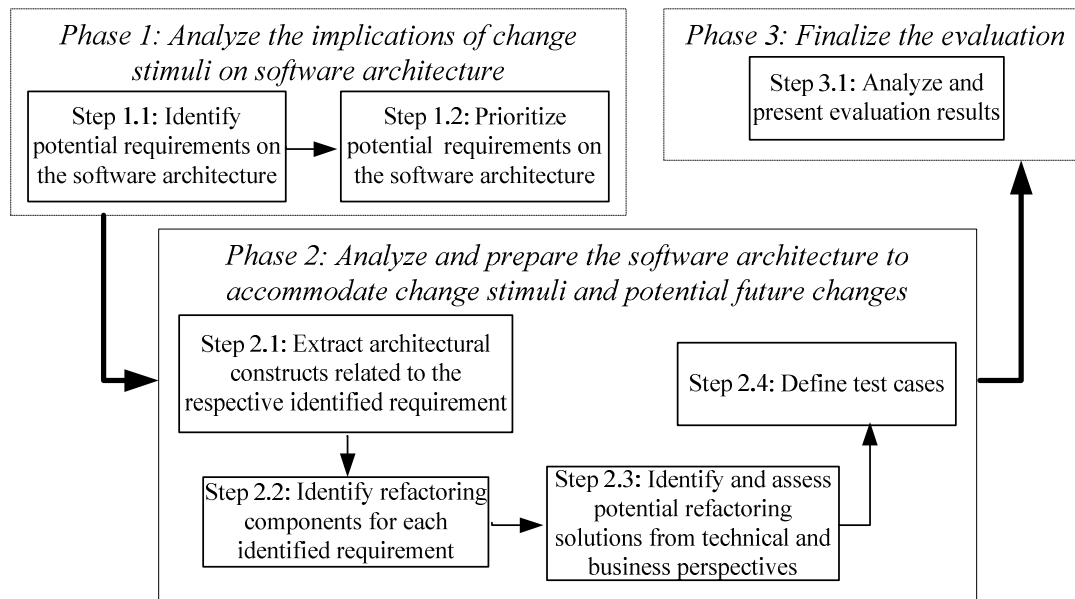 Phase 1: Analyze the implications of change
stimuli on software architecture
Step 1.1: Identify
potential requirements on
the software architecture
Step 1.2: Prioritize
potential requirements on
the software architecture
Phase 3: Finalize the evaluation
Step 3.1: Analyze and
present evaluation results
Phase 2: Analyze and prepare the software architecture to
accommodate change stimuli and potential future changes
Step 2.1: Extract architectural
constructs related to the
respective identified requirement
Step 2.2: Identify refactoring
components for each
identified requirement
Step 2.3: Identify and assess
potential refactoring
solutions from technical and
business perspectives
Step 2.4: Define test cases